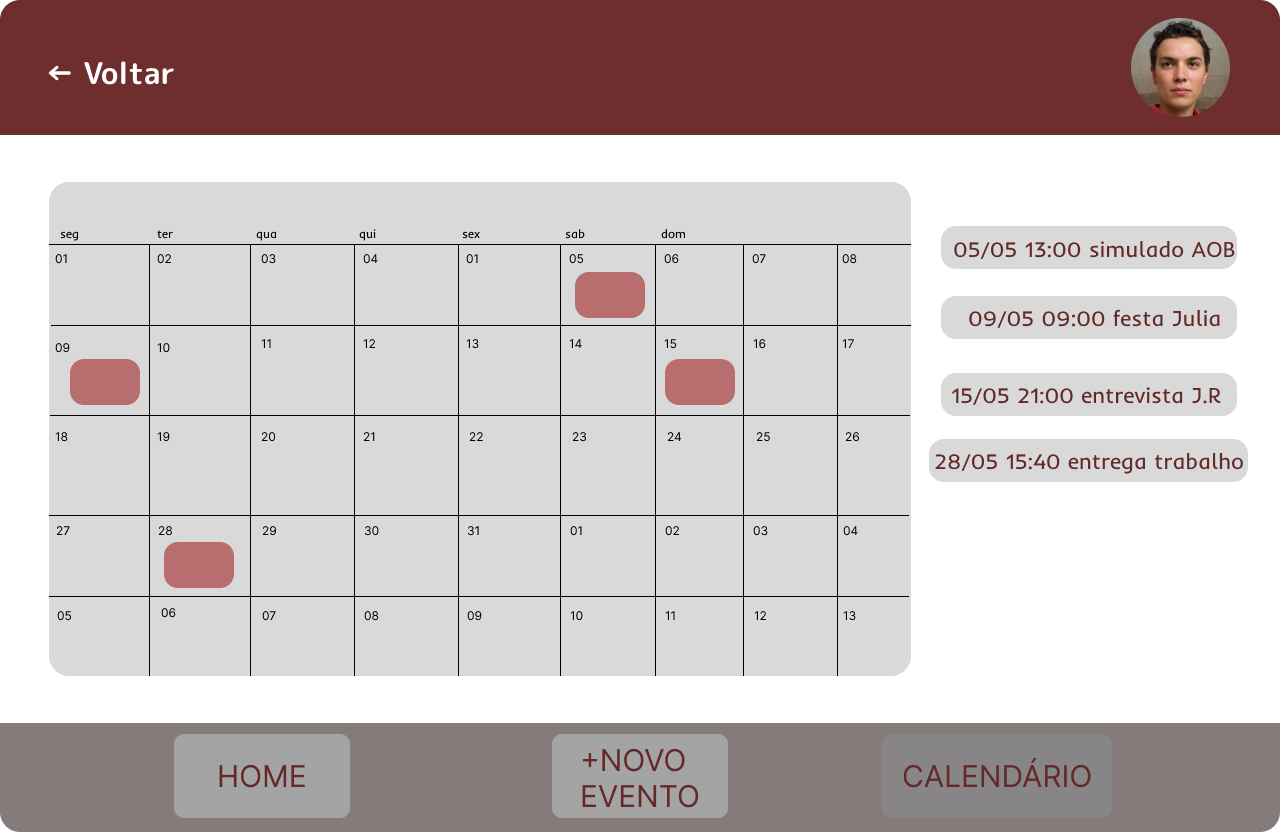 ← Voltar
seg ter qua qui sex sab dom
01 02 03 04 01 05 06 07 08
09 10 11 12 13 14 15 16 17
18 19 20 21 22 23 24 25 26
27 28 29 30 31 01 02 03 04
05 06 07 08 09 10 11 12 13
05/05 13:00 simulado AOB
09/05 09:00 festa Julia
15/05 21:00 entrevista J.R
28/05 15:40 entrega trabalho
HOME
+NOVO
EVENTO
CALENDÁRIO